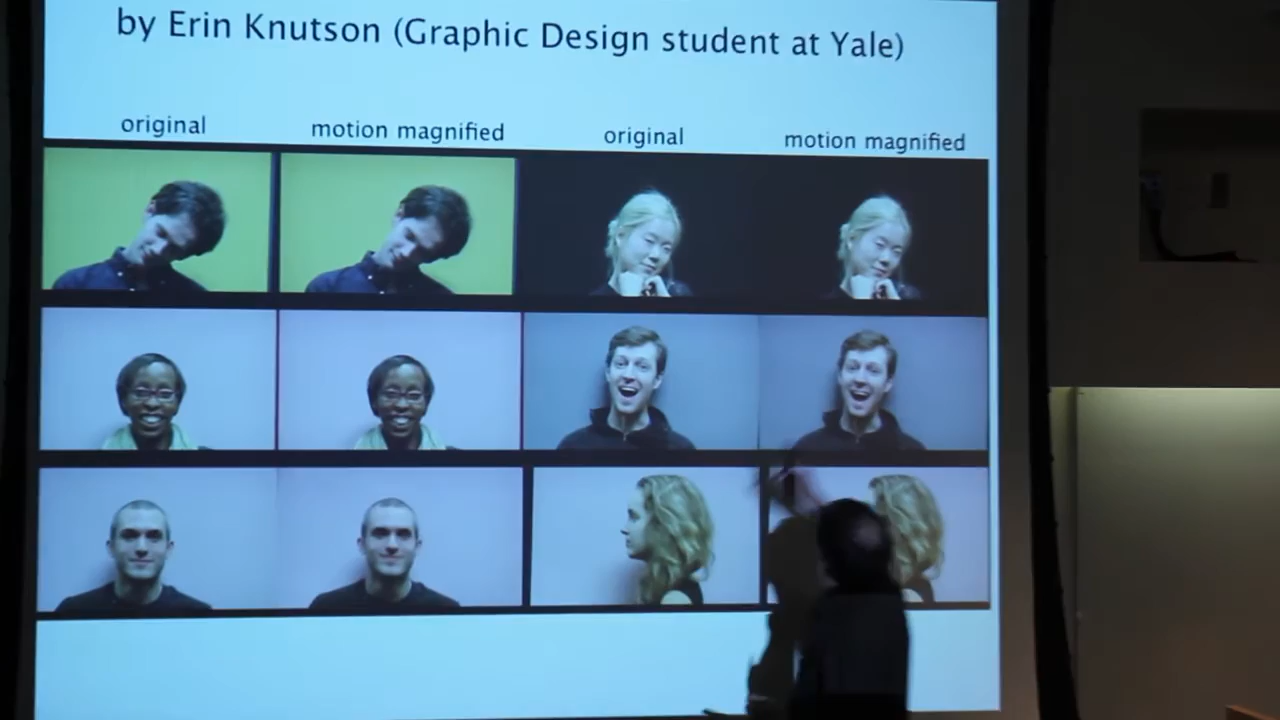 by Erin Knutson (Graphic Design student at Yale)
original motion magnified original motion magnified